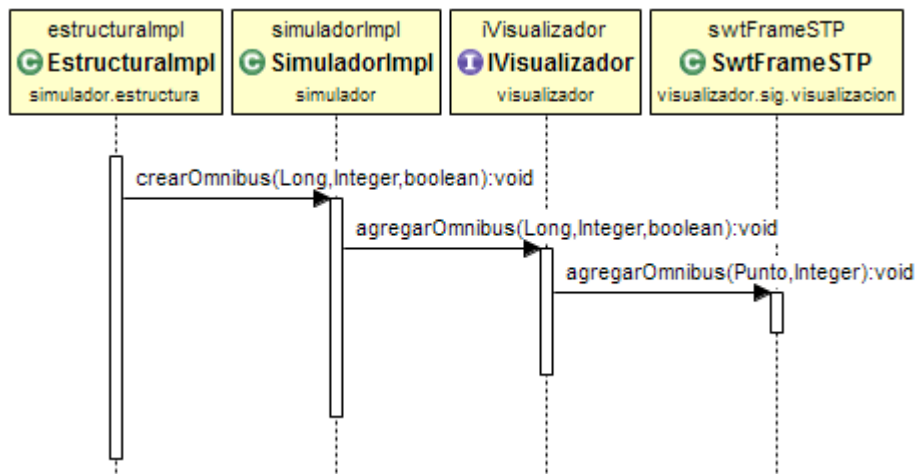 estructuraImpl
C EstructuraImpl
simulador.estructura
simuladorImpl
C SimuladorImpl
simulador
iVisualizador
I IVisualizador
visualizador
swtFrameSTP
C SwtFrameSTP
visualizador.sig.visualizacion
crearOmnibus(Long,Integer,boolean):void
agregarOmnibus(Long,Integer,boolean):void
agregarOmnibus(Punto,Integer):void